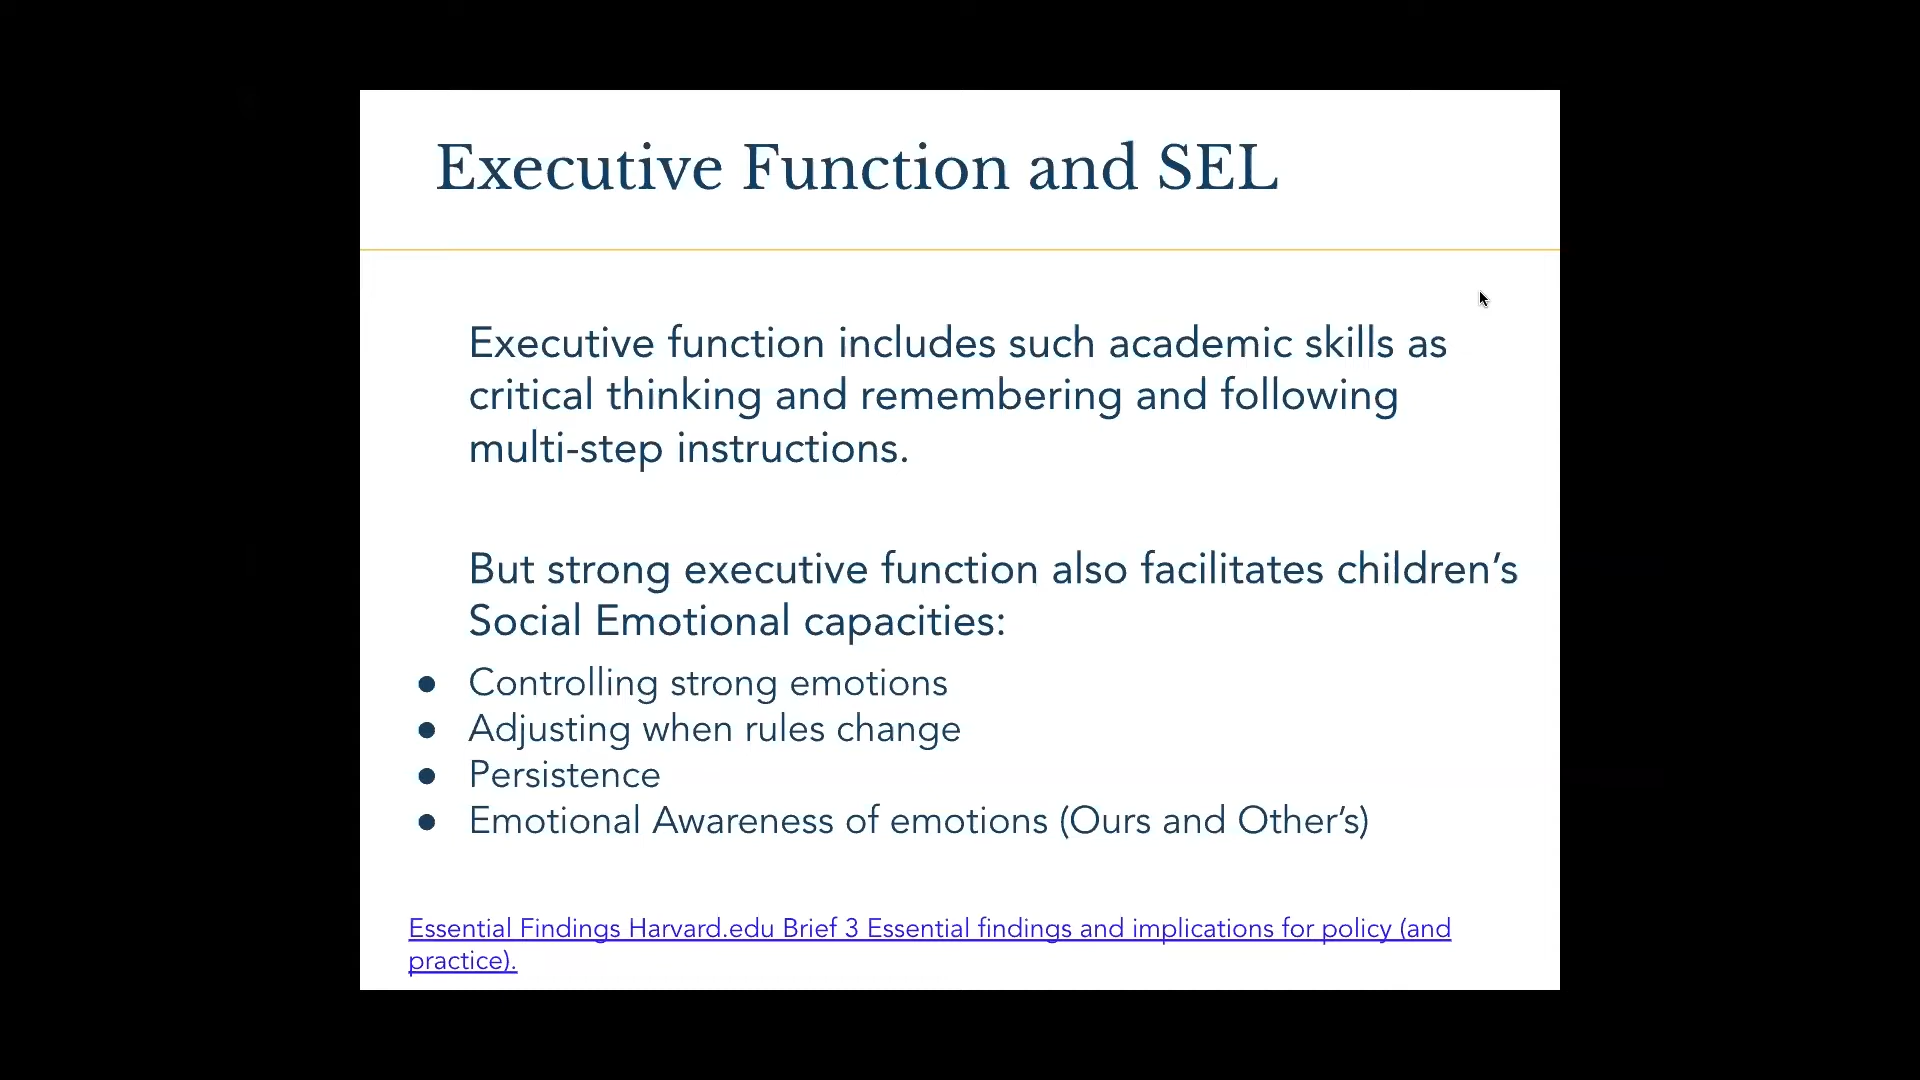 Executive Function and SEL
Executive function includes such academic skills as
critical thinking and remembering and following
multi-step instructions.
But strong executive function also facilitates children’s
Social Emotional capacities:
● Controlling strong emotions
● Adjusting when rules change
● Persistence
● Emotional Awareness of emotions (Ours and Other’s)
Essential Findings Harvard.edu Brief 3 Essential findings and implications for policy (and
practice).